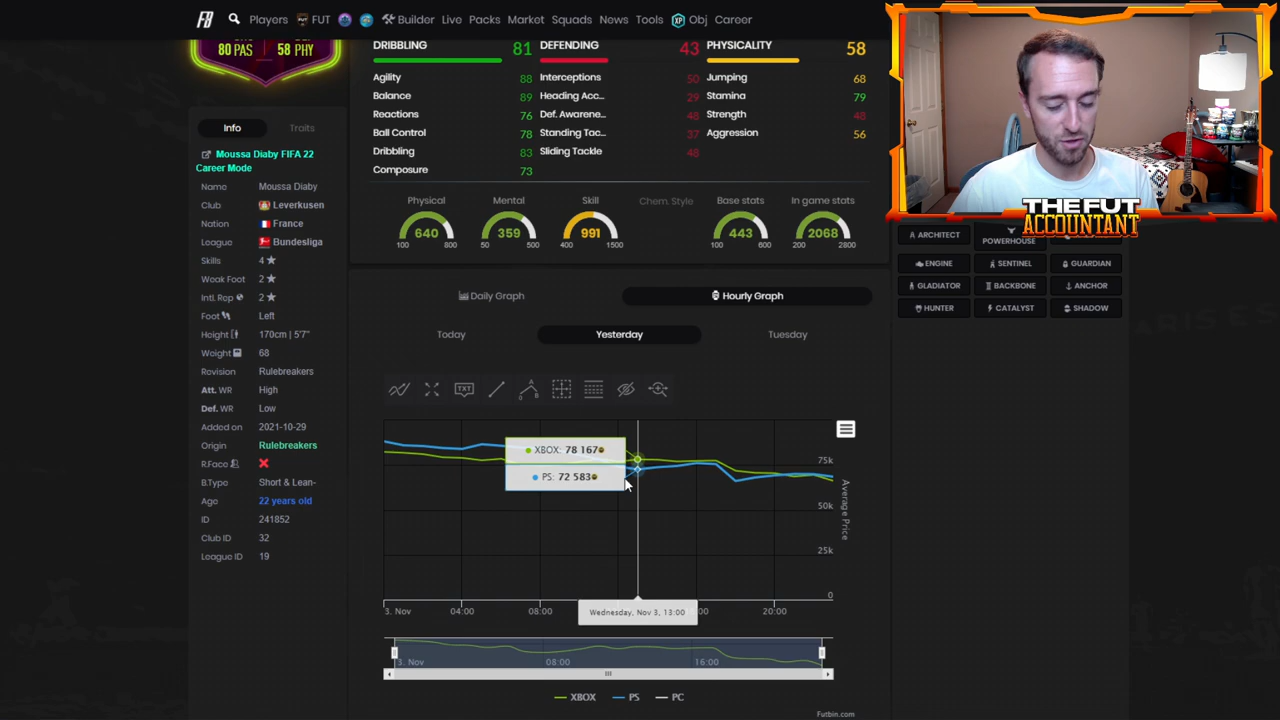 FB Players FUT Builder Live Packs Market Squads News Tools XP Obj Career
80 PAS 58 PHY
DRIBBLING 81 DEFENDING 43 PHYSICALITY 58
Agility 88 Interceptions 50 Jumping 68
Balance 89 Heading Acc... 29 Stamina 79
Reactions 76 Def. Awarene... 48 Strength 48
Ball Control 78 Standing Tac... 37 Aggression 56
Dribbling 83 Sliding Tackle 48
Composure 73
Info Traits
Moussa Diaby FIFA 22
Career Mode
Name Moussa Diaby
Club Leverkusen
Nation France
League Bundesliga
Skills 4
Weak Foot 2
Intl. Rep 2
Foot Left
Height 170cm | 5'7"
Weight 68
Revision Rulebreakers
Att. WR High
Def. WR Low
Added on 2021-10-29
Origin Rulebreakers
R.Face
B.Type Short & Lean-
Age 22 years old
ID 241852
Club ID 32
League ID 19
Physical Mental Skill Chem. Style Base stats In game stats
640 359 991 443 2068
100 800 50 500 400 1500 100 600 200 2800
THE FUT
ACCOUNTANT
ARCHITECT POWERHOUSE
ENGINE SENTINEL GUARDIAN
GLADIATOR BACKBONE ANCHOR
HUNTER CATALYST SHADOW
Daily Graph Hourly Graph
Today Yesterday Tuesday
TXT
XBOX: 78 167
PS: 72 583
75k
50k
25k
0
Average Price
3. Nov 04:00 08:00 Wednesday, Nov 3, 13:00 20:00
3. Nov 08:00 16:00
XBOX PS PC
Futbin.com